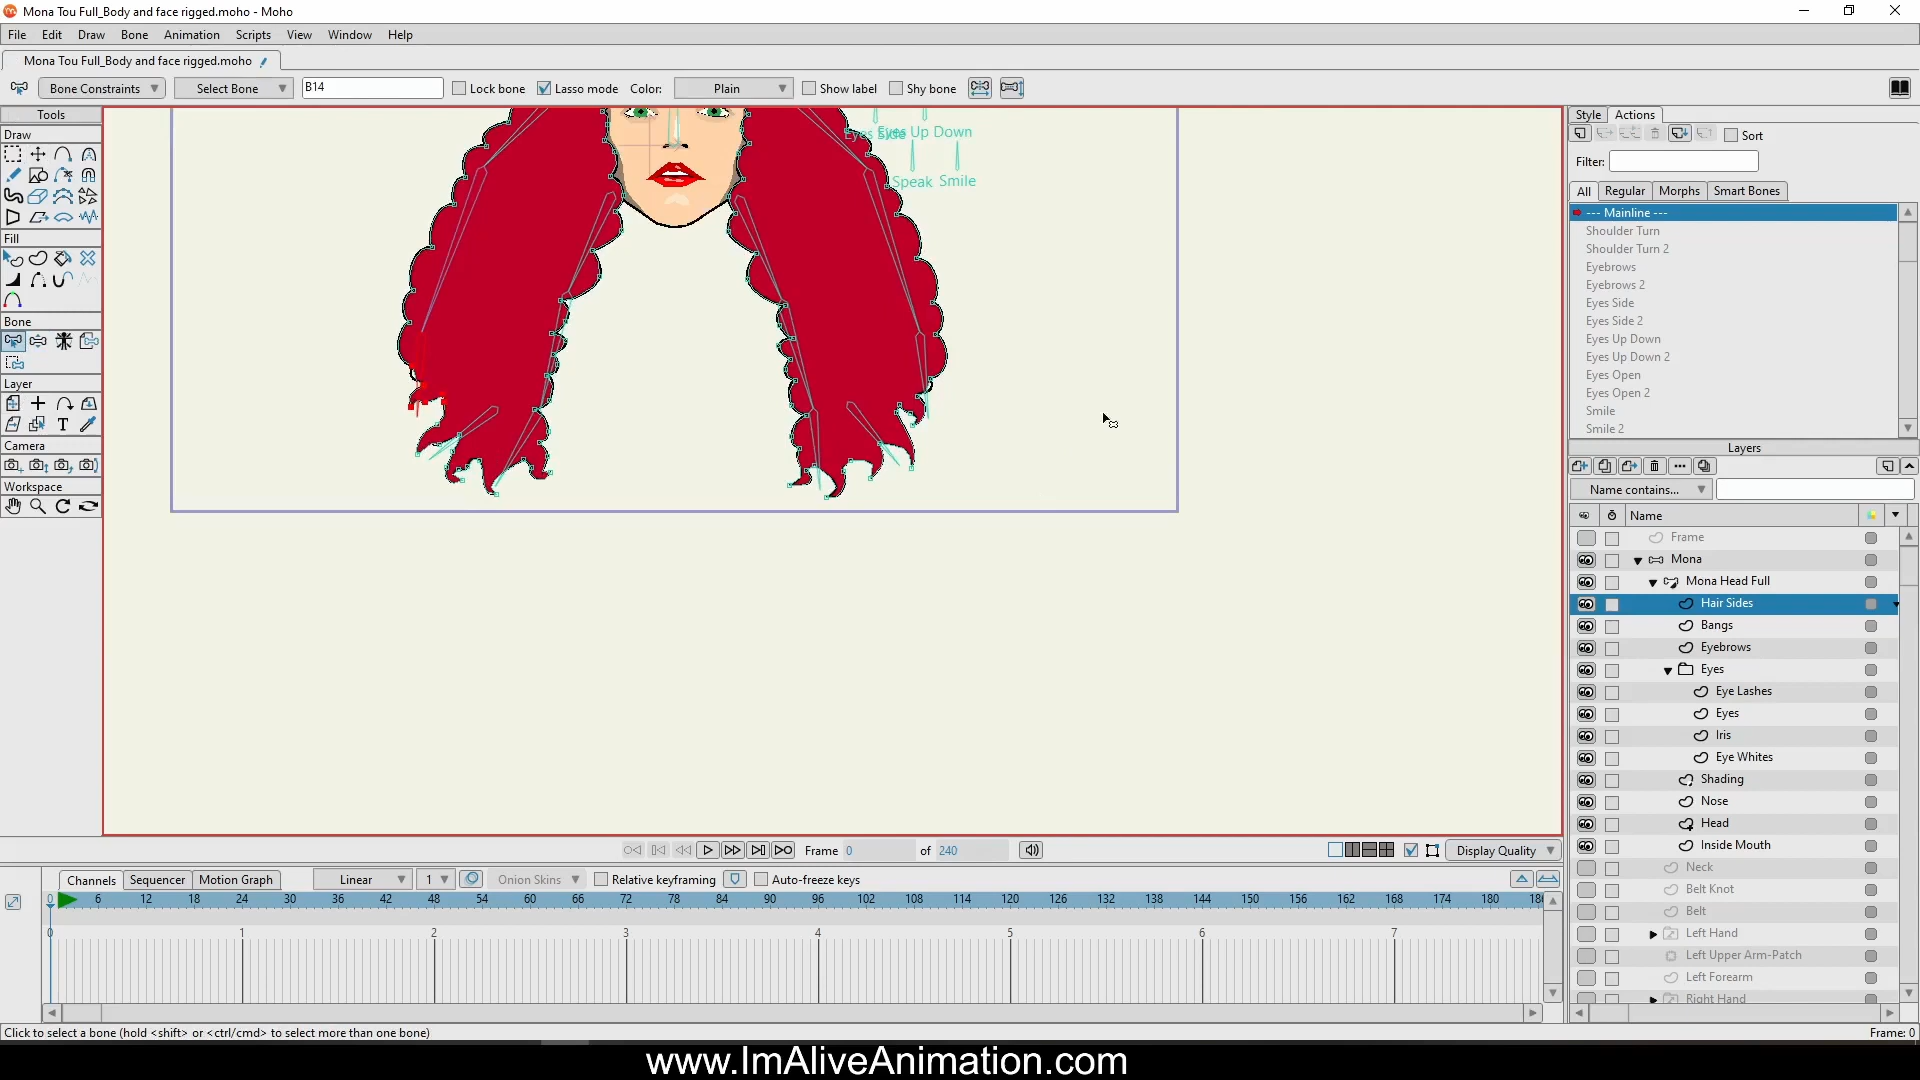 Mona Tou Full_Body and face rigged.moho - Moho
File Edit Draw Bone Animation Scripts View Window Help
Mona Tou Full_Body and face rigged.moho
Bone Constraints Select Bone B14 Lock bone Lasso mode Color: Plain Show label Shy bone
Tools
Draw
Fill
Bone
Layer
Camera
Workspace
Eyes Side Eyes Up Down
Speak Smile
Style Actions
Sort
Filter:
All Regular Morphs Smart Bones
--- Mainline ---
Shoulder Turn
Shoulder Turn 2
Eyebrows
Eyebrows 2
Eyes Side
Eyes Side 2
Eyes Up Down
Eyes Up Down 2
Eyes Open
Eyes Open 2
Smile
Smile 2
Layers
Name contains...
Name
Frame
Mona
Mona Head Full
Hair Sides
Bangs
Eyebrows
Eyes
Eye Lashes
Eyes
Iris
Eye Whites
Shading
Nose
Head
Inside Mouth
Neck
Belt Knot
Belt
Left Hand
Left Upper Arm-Patch
Left Forearm
Right Hand
Frame 0 of 240 Display Quality
Channels Sequencer Motion Graph Linear 1 Onion Skins Relative keyframing Auto-freeze keys
0 6 12 18 24 30 36 42 48 54 60 66 72 78 84 90 96 102 108 114 120 126 132 138 144 150 156 162 168 174 180
0 1 2 3 4 5 6 7
Click to select a bone (hold <shift> or <ctrl/cmd> to select more than one bone) Frame: 0
www.ImAliveAnimation.com